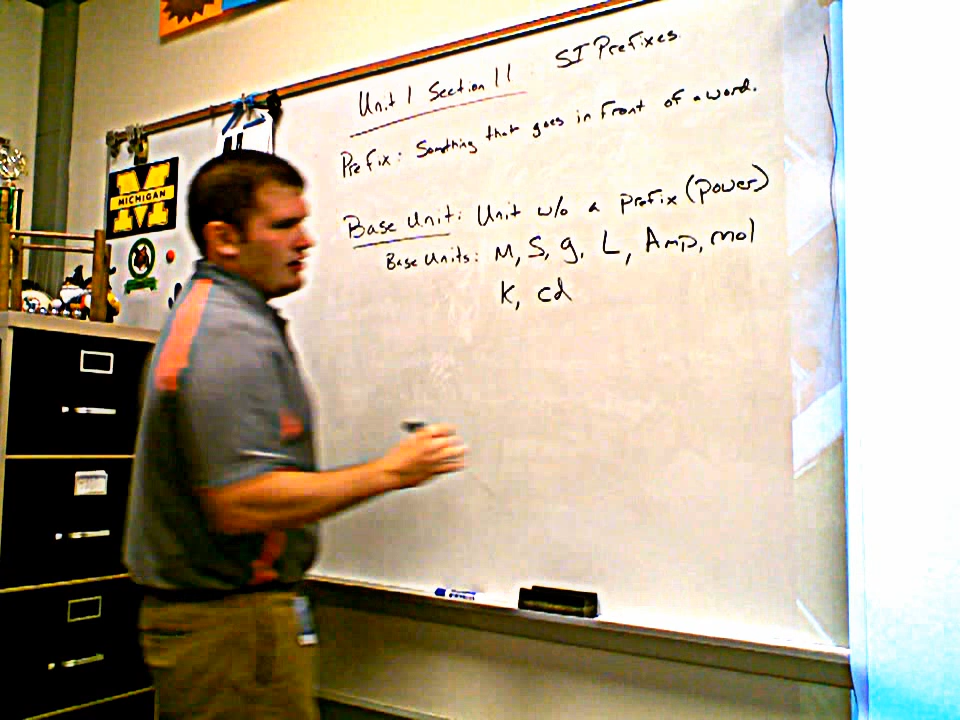 Unit 1 Section 11 SI Prefixes
Prefix: Something that goes in front of a word.
Base Unit: Unit w/o a prefix (power)
Base Units: M, S, g, L, Amp, mol
K, cd
M
MICHIGAN